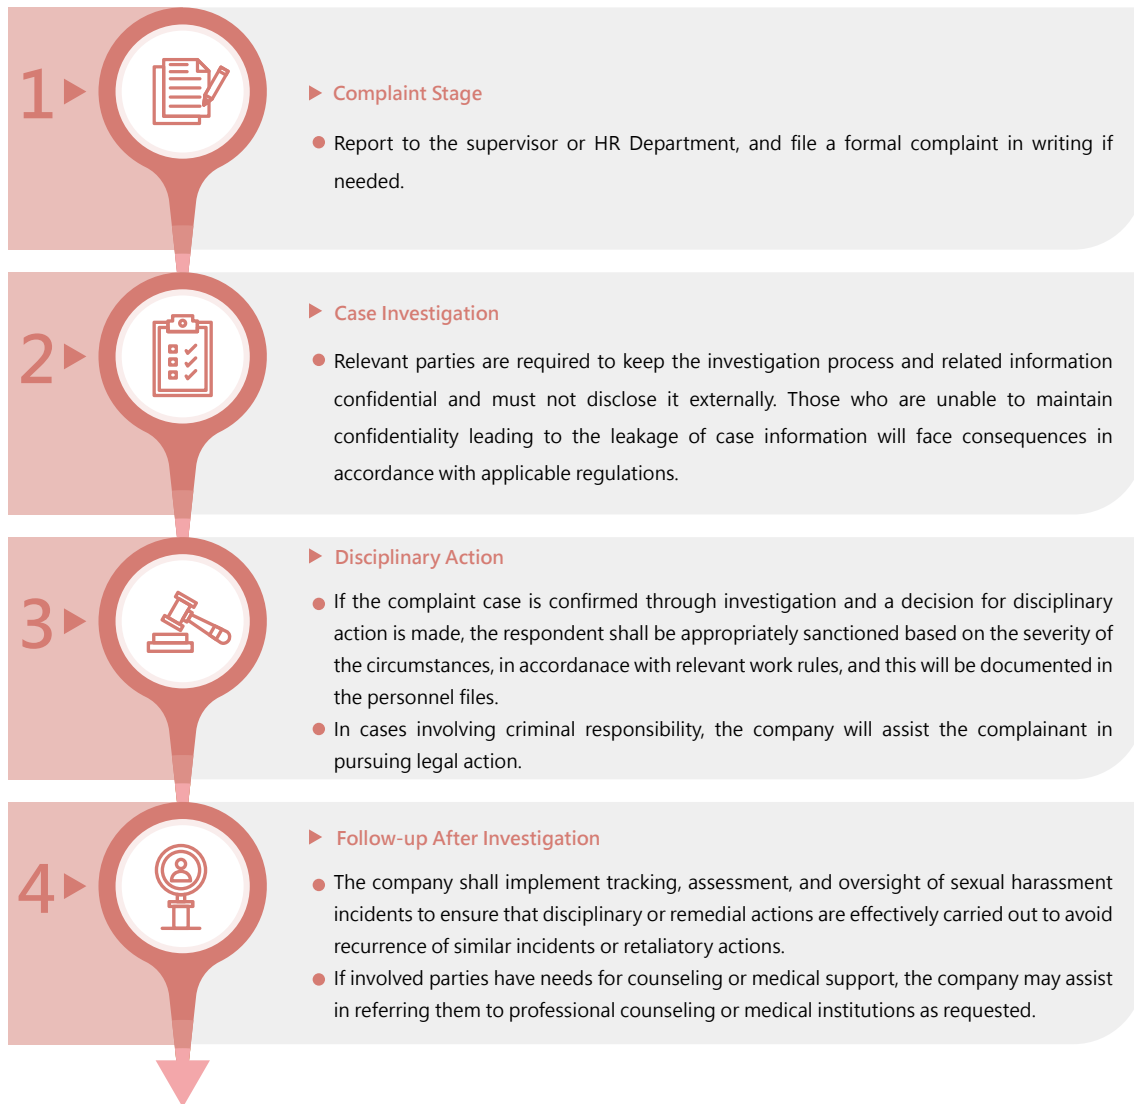 1
Complaint Stage
Report to the supervisor or HR Department, and file a formal complaint in writing if
needed.
2
Case Investigation
Relevant parties are required to keep the investigation process and related information
confidential and must not disclose it externally. Those who are unable to maintain
confidentiality leading to the leakage of case information will face consequences in
accordance with applicable regulations.
3
Disciplinary Action
If the complaint case is confirmed through investigation and a decision for disciplinary
action is made, the respondent shall be appropriately sanctioned based on the severity of
the circumstances, in accordanace with relevant work rules, and this will be documented in
the personnel files.
In cases involving criminal responsibility, the company will assist the complainant in
pursuing legal action.
4
Follow-up After Investigation
The company shall implement tracking, assessment, and oversight of sexual harassment
incidents to ensure that disciplinary or remedial actions are effectively carried out to avoid
recurrence of similar incidents or retaliatory actions.
If involved parties have needs for counseling or medical support, the company may assist
in referring them to professional counseling or medical institutions as requested.